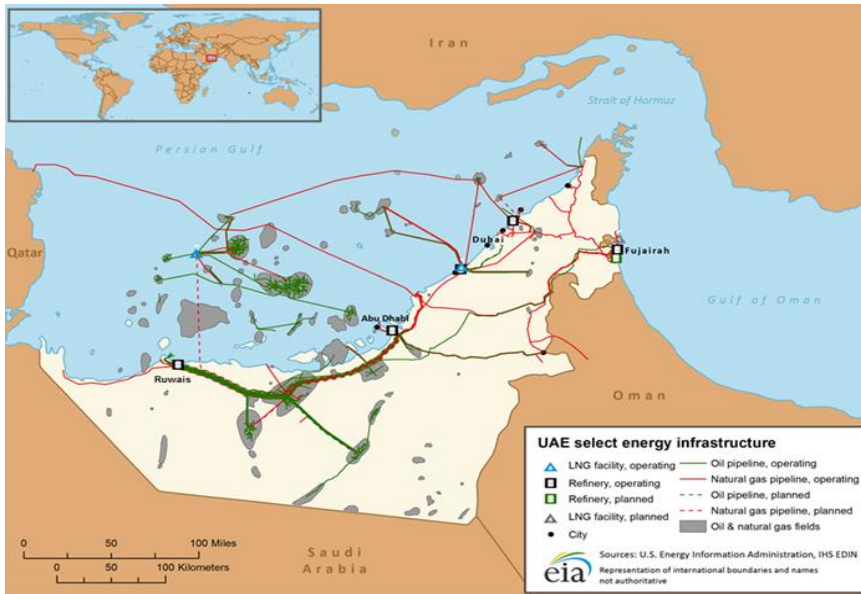 Iran
Strait of Hormuz
Persian Gulf
Qatar
Dubai
Fujairah
Gulf of Oman
Abu Dhabi
Ruwais
Oman
Saudi
Arabia
0 50 100 Miles
0 50 100 Kilometers
UAE select energy infrastructure
LNG facility, operating
Refinery, operating
Refinery, planned
LNG facility, planned
City
Oil pipeline, operating
Natural gas pipeline, operating
Oil pipeline, planned
Natural gas pipeline, planned
Oil & natural gas fields
eia
Sources: U.S. Energy Information Administration, IHS EDIN
Representation of international boundaries and names
not authoritative